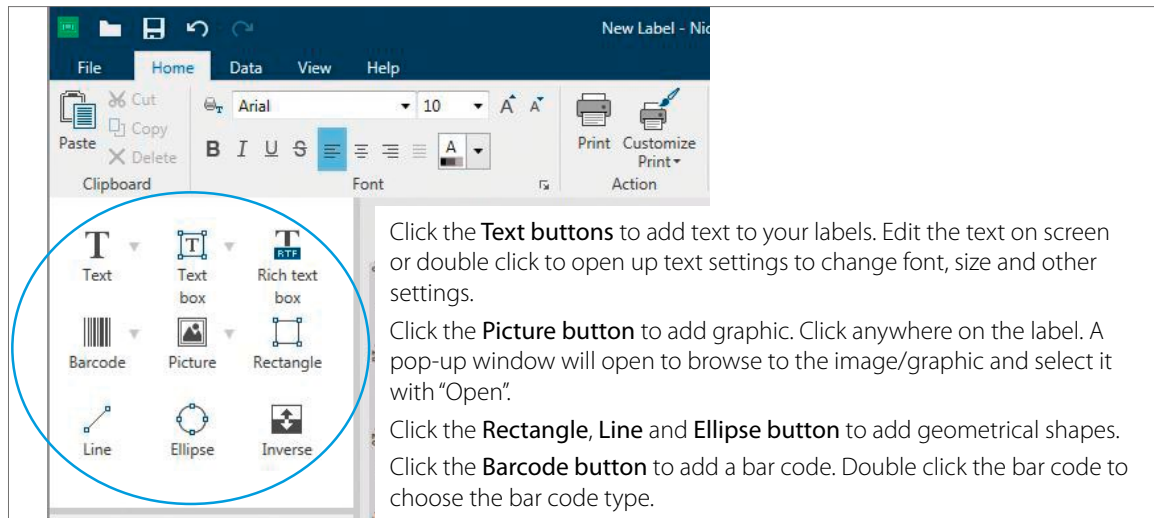 New Label - Nic
File Home Data View Help
Cut
Copy
Paste
Delete
Clipboard
Arial 10 A A
B I U S A
Font
Print Customize
Print
Action
Text Text Rich text
box box
RTF
Barcode Picture Rectangle
Line Ellipse Inverse
Click the Text buttons to add text to your labels. Edit the text on screen
or double click to open up text settings to change font, size and other
settings.
Click the Picture button to add graphic. Click anywhere on the label. A
pop-up window will open to browse to the image/graphic and select it
with “Open”.
Click the Rectangle, Line and Ellipse button to add geometrical shapes.
Click the Barcode button to add a bar code. Double click the bar code to
choose the bar code type.